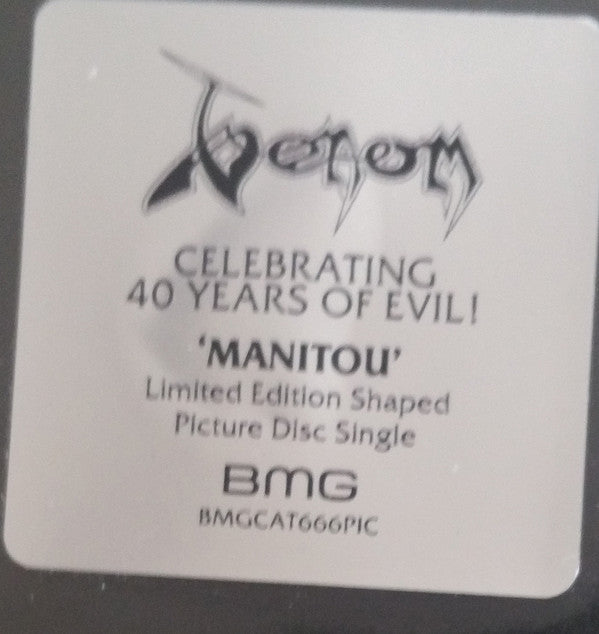 Venom
CELEBRATING
40 YEARS OF EVIL!
'MANITOU'
Limited Edition Shaped
Picture Disc Single
BMG
BMGCAT666PIC